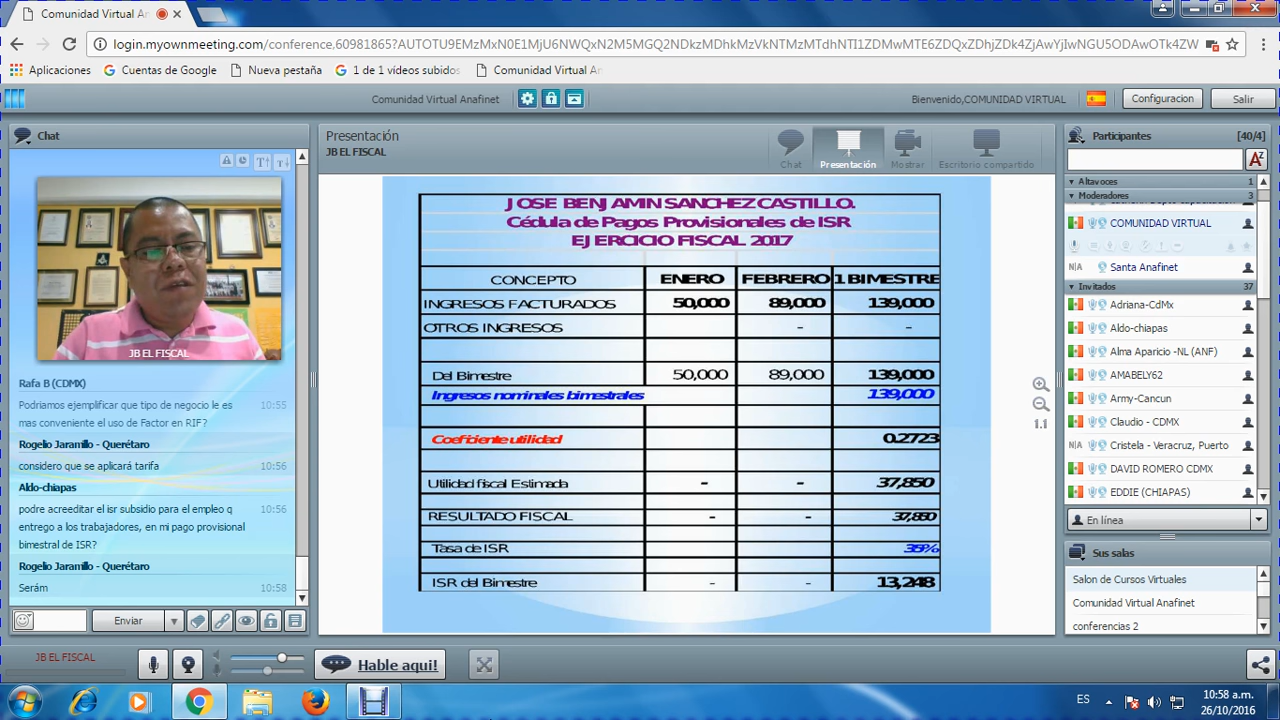 Comunidad Virtual An
login.myownmeeting.com/conference,60981865?AUTOTU9EMzMxN0E1MjU6NWQxN2M5MGQ2NDkzMDhkMzVkNTMzMTdhNTI1ZDMwMTE6ZDQxZDhjZDk4ZjAwYjIwNGU5ODAwOTk4ZW
Aplicaciones Cuentas de Google Nueva pestaña 1 de 1 vídeos subidos Comunidad Virtual An
Comunidad Virtual Anafinet Bienvenido,COMUNIDAD VIRTUAL Configuracion Salir
Chat
JB EL FISCAL
Rafa B (CDMX)
Podriamos ejemplificar que tipo de negocio le es 10:55
mas conveniente el uso de Factor en RIF?
Rogelio Jaramillo - Querétaro
considero que se aplicará tarifa 10:56
Aldo-chiapas
podre acreeditar el isr subsidio para el empleo q 10:56
entrego a los trabajadores, en mi pago provisional
bimestral de ISR?
Rogelio Jaramillo - Querétaro
Serám 10:58
Enviar
Presentación
JB EL FISCAL
Chat Presentación Mostrar Escritorio compartido
JOSE BENJAMIN SANCHEZ CASTILLO.
Cédula de Pagos Provisionales de ISR
EJERCICIO FISCAL 2017
CONCEPTO ENERO FEBRERO 1 BIMESTRE
INGRESOS FACTURADOS 50,000 89,000 139,000
OTROS INGRESOS - -
Del Bimestre 50,000 89,000 139,000
Ingresos nominales bimestrales 139,000
Coeficiente utilidad 0.2723
Utilidad fiscal Estimada - - 37,850
RESULTADO FISCAL - - 37,850
Tasa de ISR 35%
ISR del Bimestre - - 13,248
1.1
Participantes [40/4]
Altavoces 1
Moderadores 3
COMUNIDAD VIRTUAL
N/A Santa Anafinet
Invitados 37
Adriana-CdMx
Aldo-chiapas
Alma Aparicio -NL (ANF)
AMABELY62
Army-Cancun
Claudio - CDMX
N/A Cristela - Veracruz, Puerto
DAVID ROMERO CDMX
EDDIE (CHIAPAS)
En línea
Sus salas
Salon de Cursos Virtuales
Comunidad Virtual Anafinet
conferencias 2
JB EL FISCAL
Hable aqui!
ES
10:58 a.m.
26/10/2016